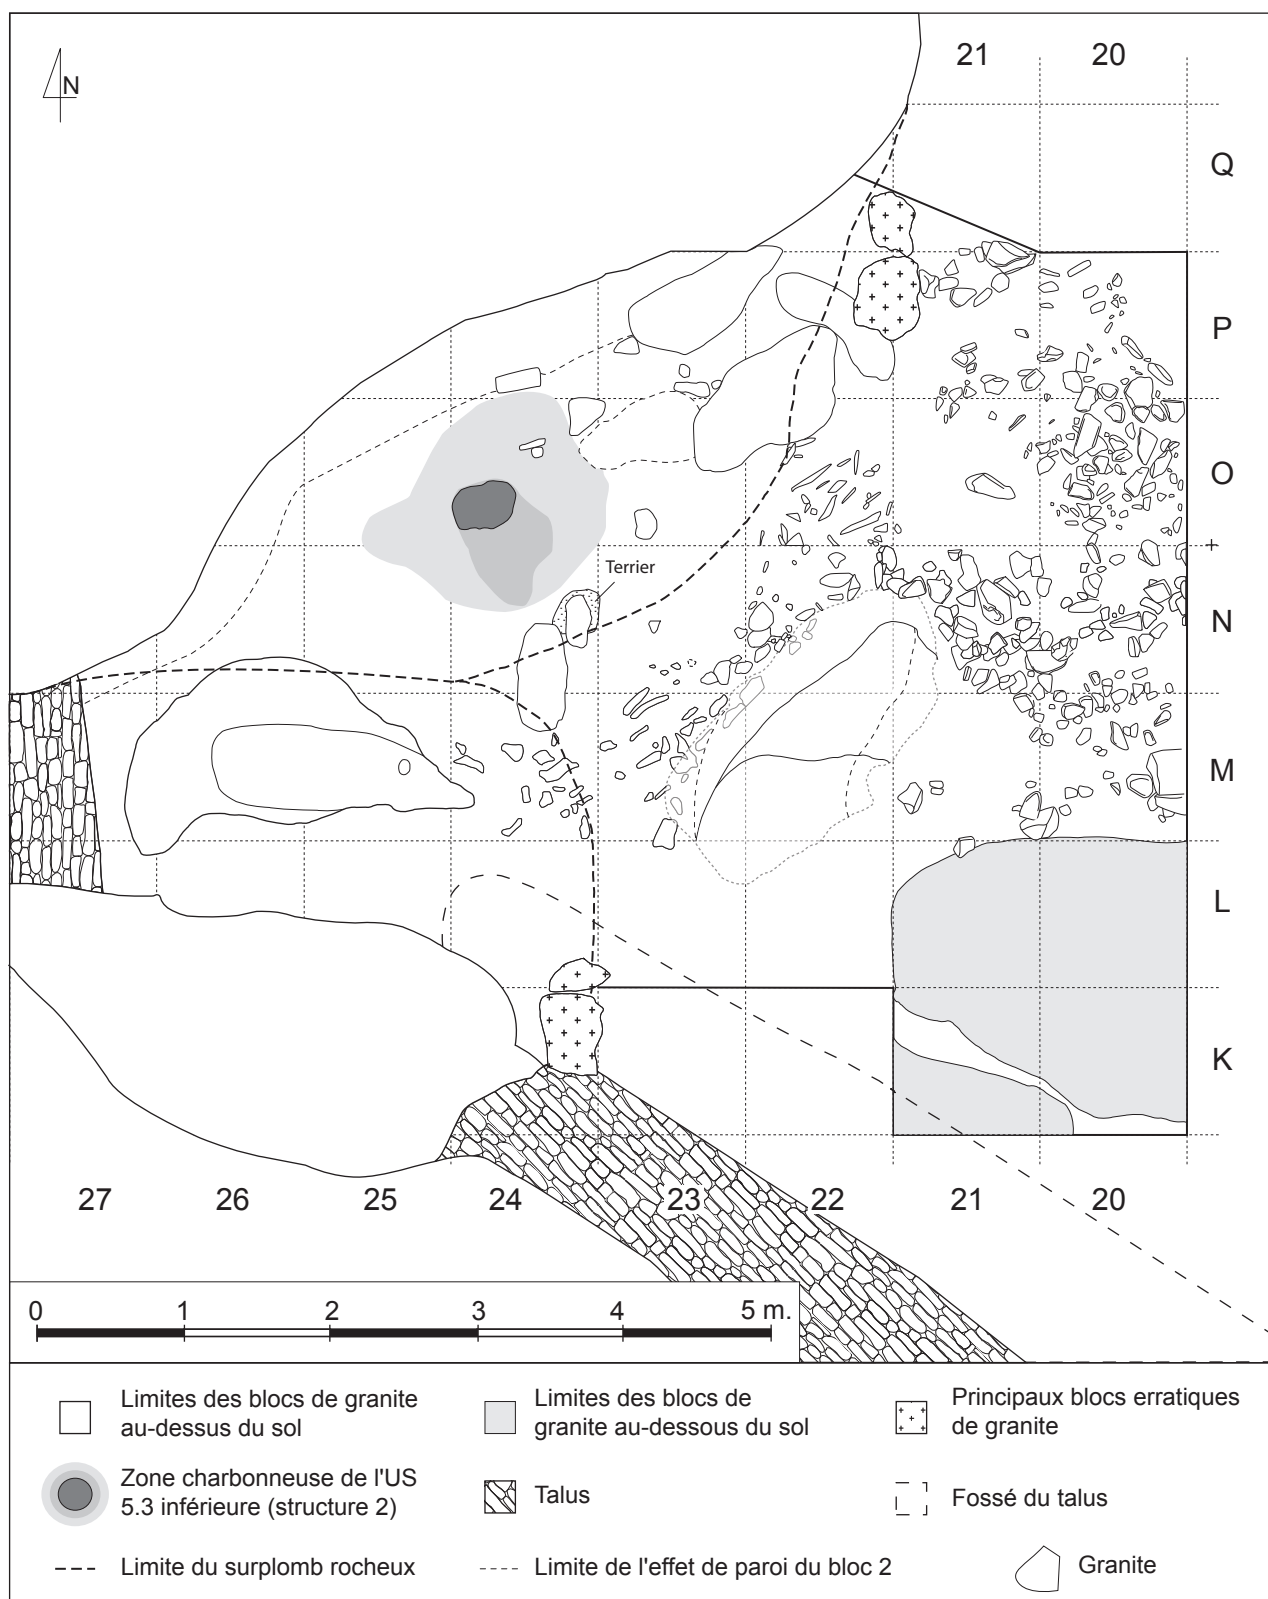 N
21 20
Q
P
O
Terrier
N
M
L
K
27 26 25 24 23 22 21 20
0 1 2 3 4 5 m.
Limites des blocs de granite
au-dessus du sol
Limites des blocs de
granite au-dessous du sol
Principaux blocs erratiques
de granite
Zone charbonneuse de l'US
5.3 inférieure (structure 2)
Talus
Fossé du talus
Limite du surplomb rocheux
Limite de l'effet de paroi du bloc 2
Granite